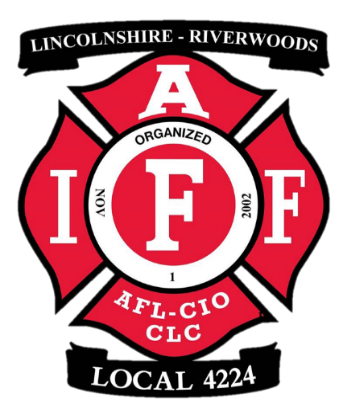 LINCOLNSHIRE - RIVERWOODS
A
ORGANIZED
I F F
NOV
2002
1
AFL-CIO
CLC
LOCAL 4224